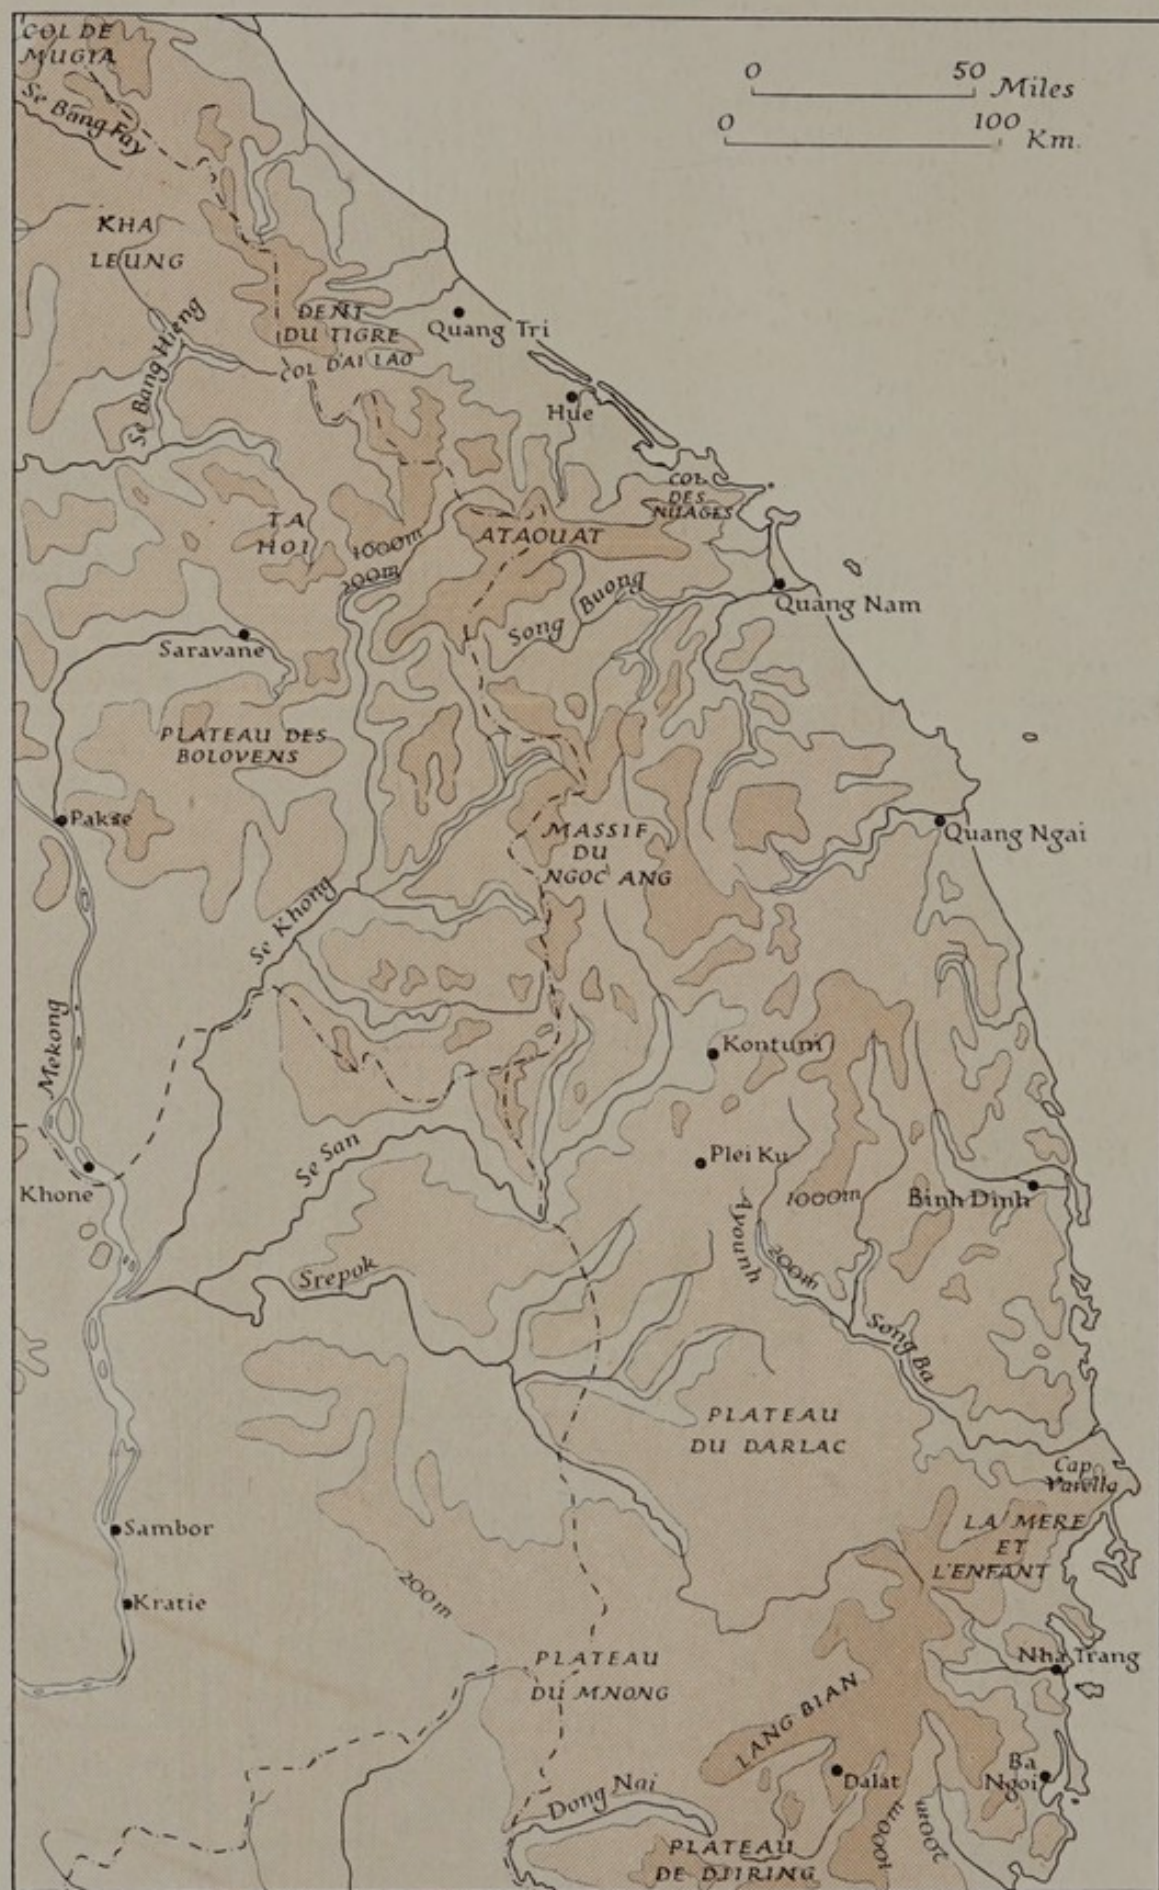 COL DE
MUGIA
0 50 Miles
0 100 Km.
Se Bang Fay
KHA
LEUNG
Se Bang Hieng
DENT
DU TIGRE
Quang Tri
COL D'AI LAO
Hue
COL
DES
NUAGES
TA
HOI
1000m
200m
ATAOUAT
Song Buong
Quang Nam
Saravane
PLATEAU DES
BOLOVENS
Pakse
MASSIF
DU
NGOC ANG
Quang Ngai
Se Khong
Mekong
Kontum
Se San
Plei Ku
Khone
1000m
Binh Dinh
Ayounh
200m
Srepok
Song Ba
PLATEAU
DU DARLAC
Cap
Varella
LA MERE
ET
L'ENFANT
Sambor
200m
Kratie
PLATEAU
DU MNONG
Nha Trang
LANG BIAN
Dalat
Ba
Ngoi
Dong Nai
1000m
200m
PLATEAU
DE DJIRING